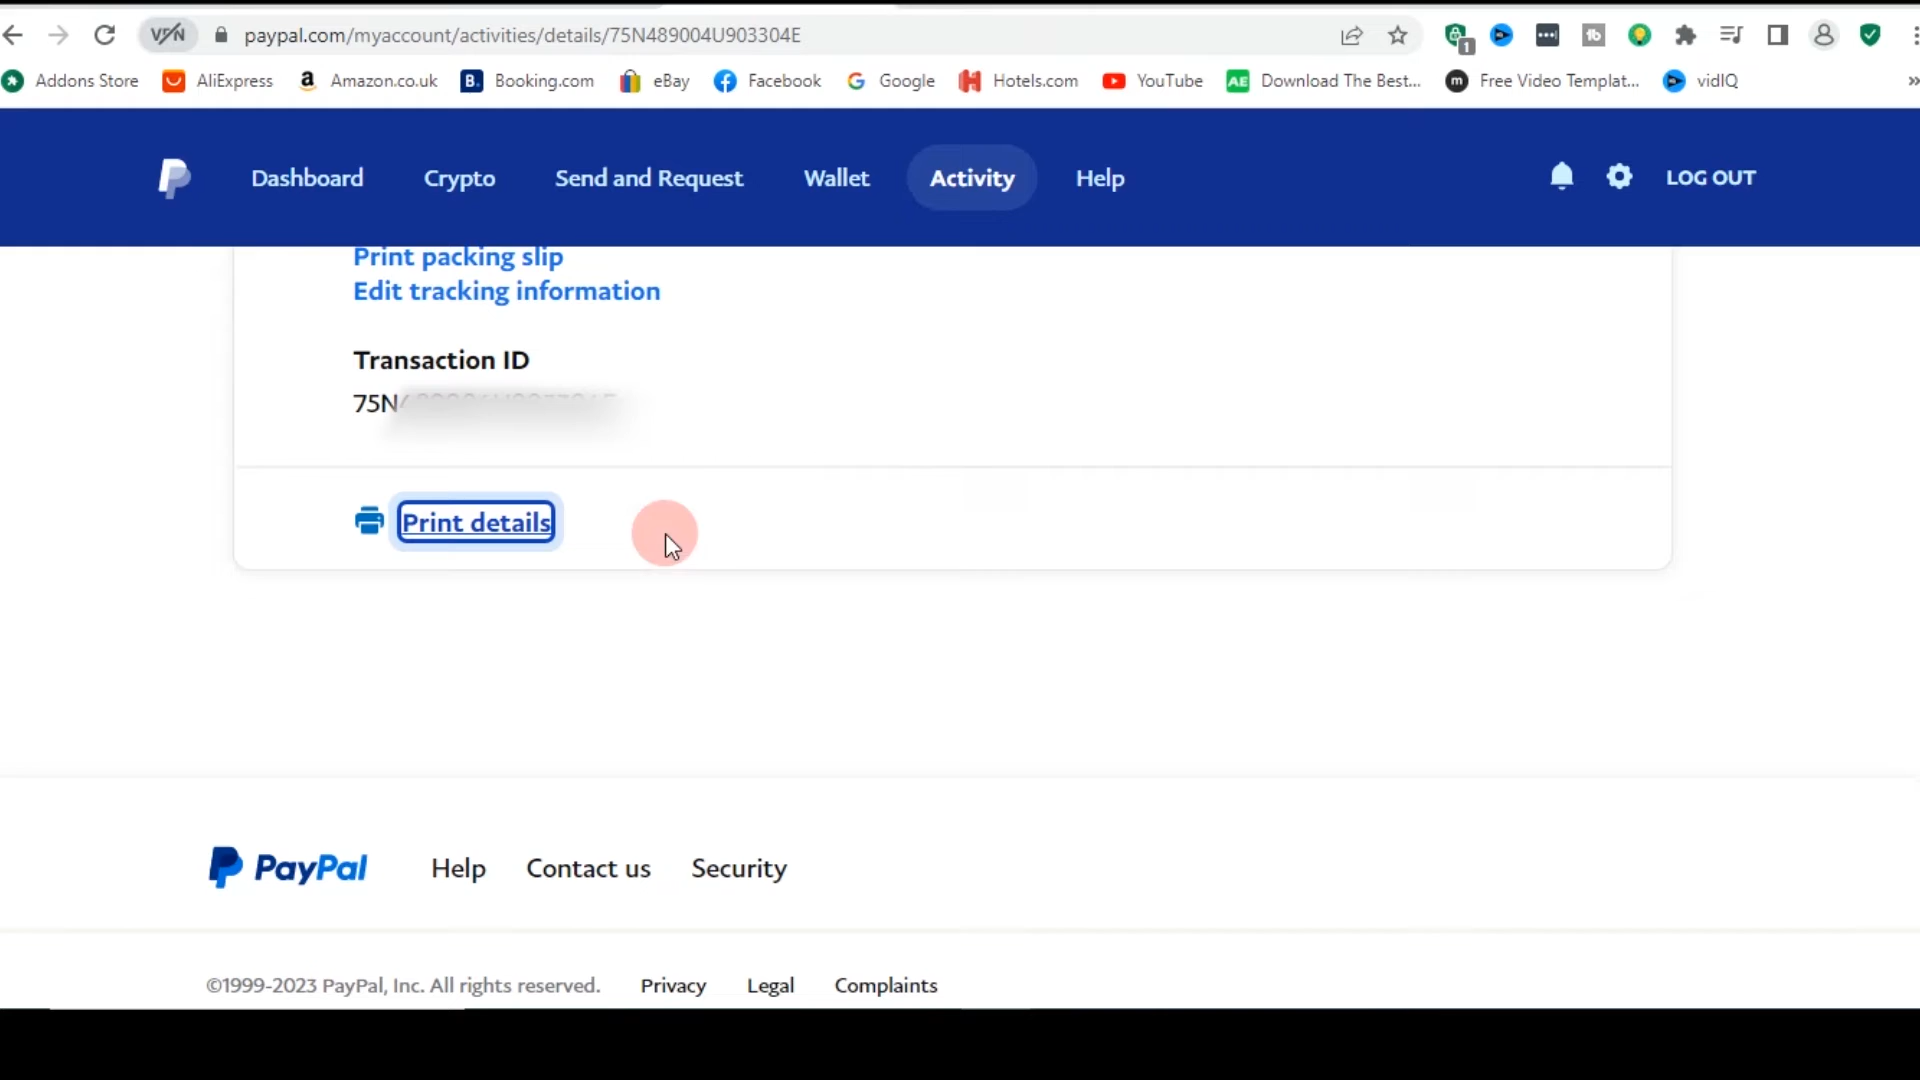 VPN paypal.com/myaccount/activities/details/75N489004U903304E 1
Addons Store AliExpress Amazon.co.uk B. Booking.com eBay Facebook Google Hotels.com YouTube AE Download The Best... m Free Video Templat... vidIQ »
Dashboard Crypto Send and Request Wallet Activity Help LOG OUT
Print packing slip
Edit tracking information
Transaction ID
75N
Print details
PayPal Help Contact us Security
©1999-2023 PayPal, Inc. All rights reserved. Privacy Legal Complaints